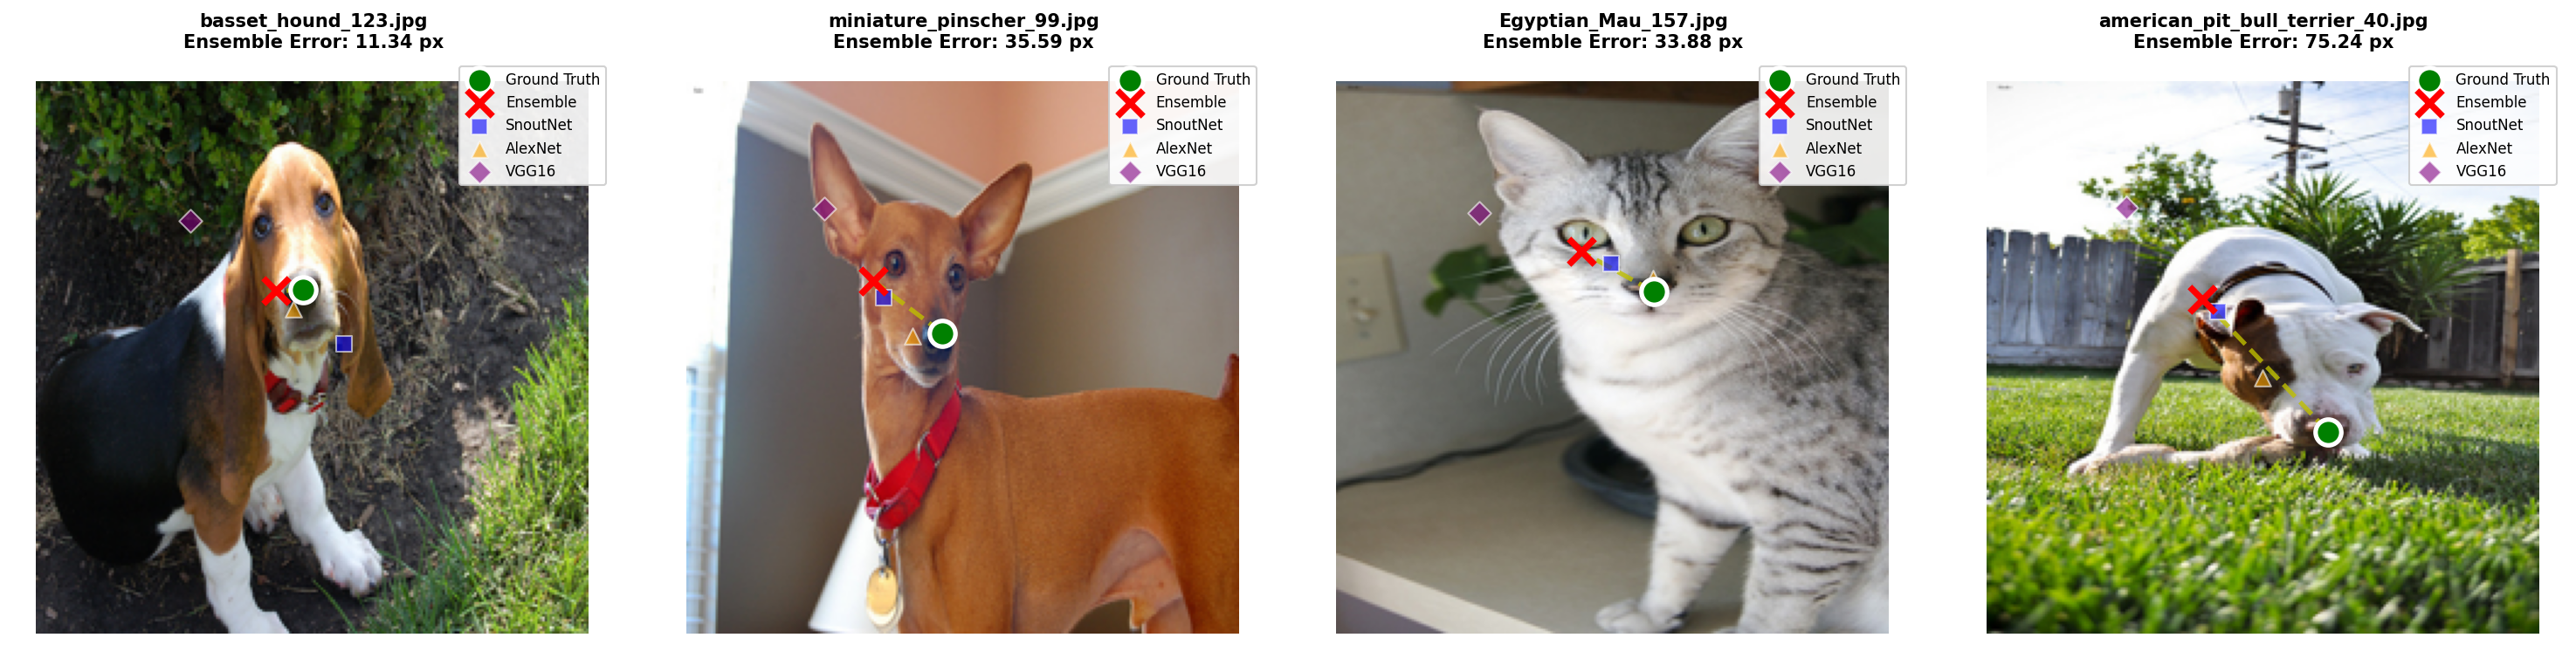 basset_hound_123.jpg
Ensemble Error: 11.34 px
Ground Truth
Ensemble
SnoutNet
AlexNet
VGG16
miniature_pinscher_99.jpg
Ensemble Error: 35.59 px
Ground Truth
Ensemble
SnoutNet
AlexNet
VGG16
Egyptian_Mau_157.jpg
Ensemble Error: 33.88 px
Ground Truth
Ensemble
SnoutNet
AlexNet
VGG16
american_pit_bull_terrier_40.jpg
Ensemble Error: 75.24 px
Ground Truth
Ensemble
SnoutNet
AlexNet
VGG16